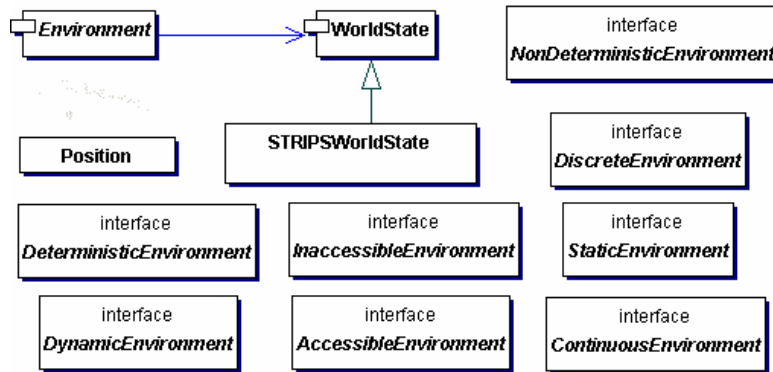 Environment
WorldState
interface
NonDeterministicEnvironment
STRIPSWorldState
Position
interface
DiscreteEnvironment
interface
DeterministicEnvironment
interface
InaccessibleEnvironment
interface
StaticEnvironment
interface
DynamicEnvironment
interface
AccessibleEnvironment
interface
ContinuousEnvironment